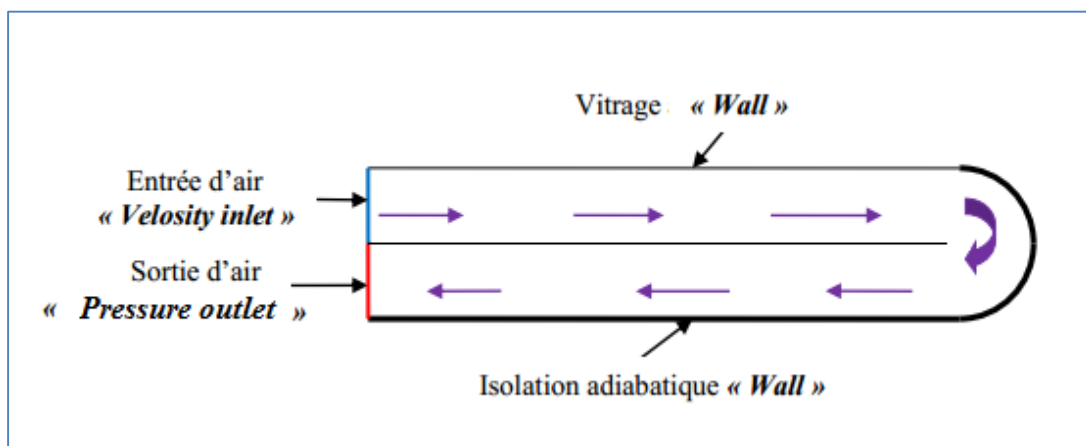 Vitrage « Wall »
Entrée d'air
« Velosity inlet »
Sortie d'air
« Pressure outlet »
Isolation adiabatique « Wall »